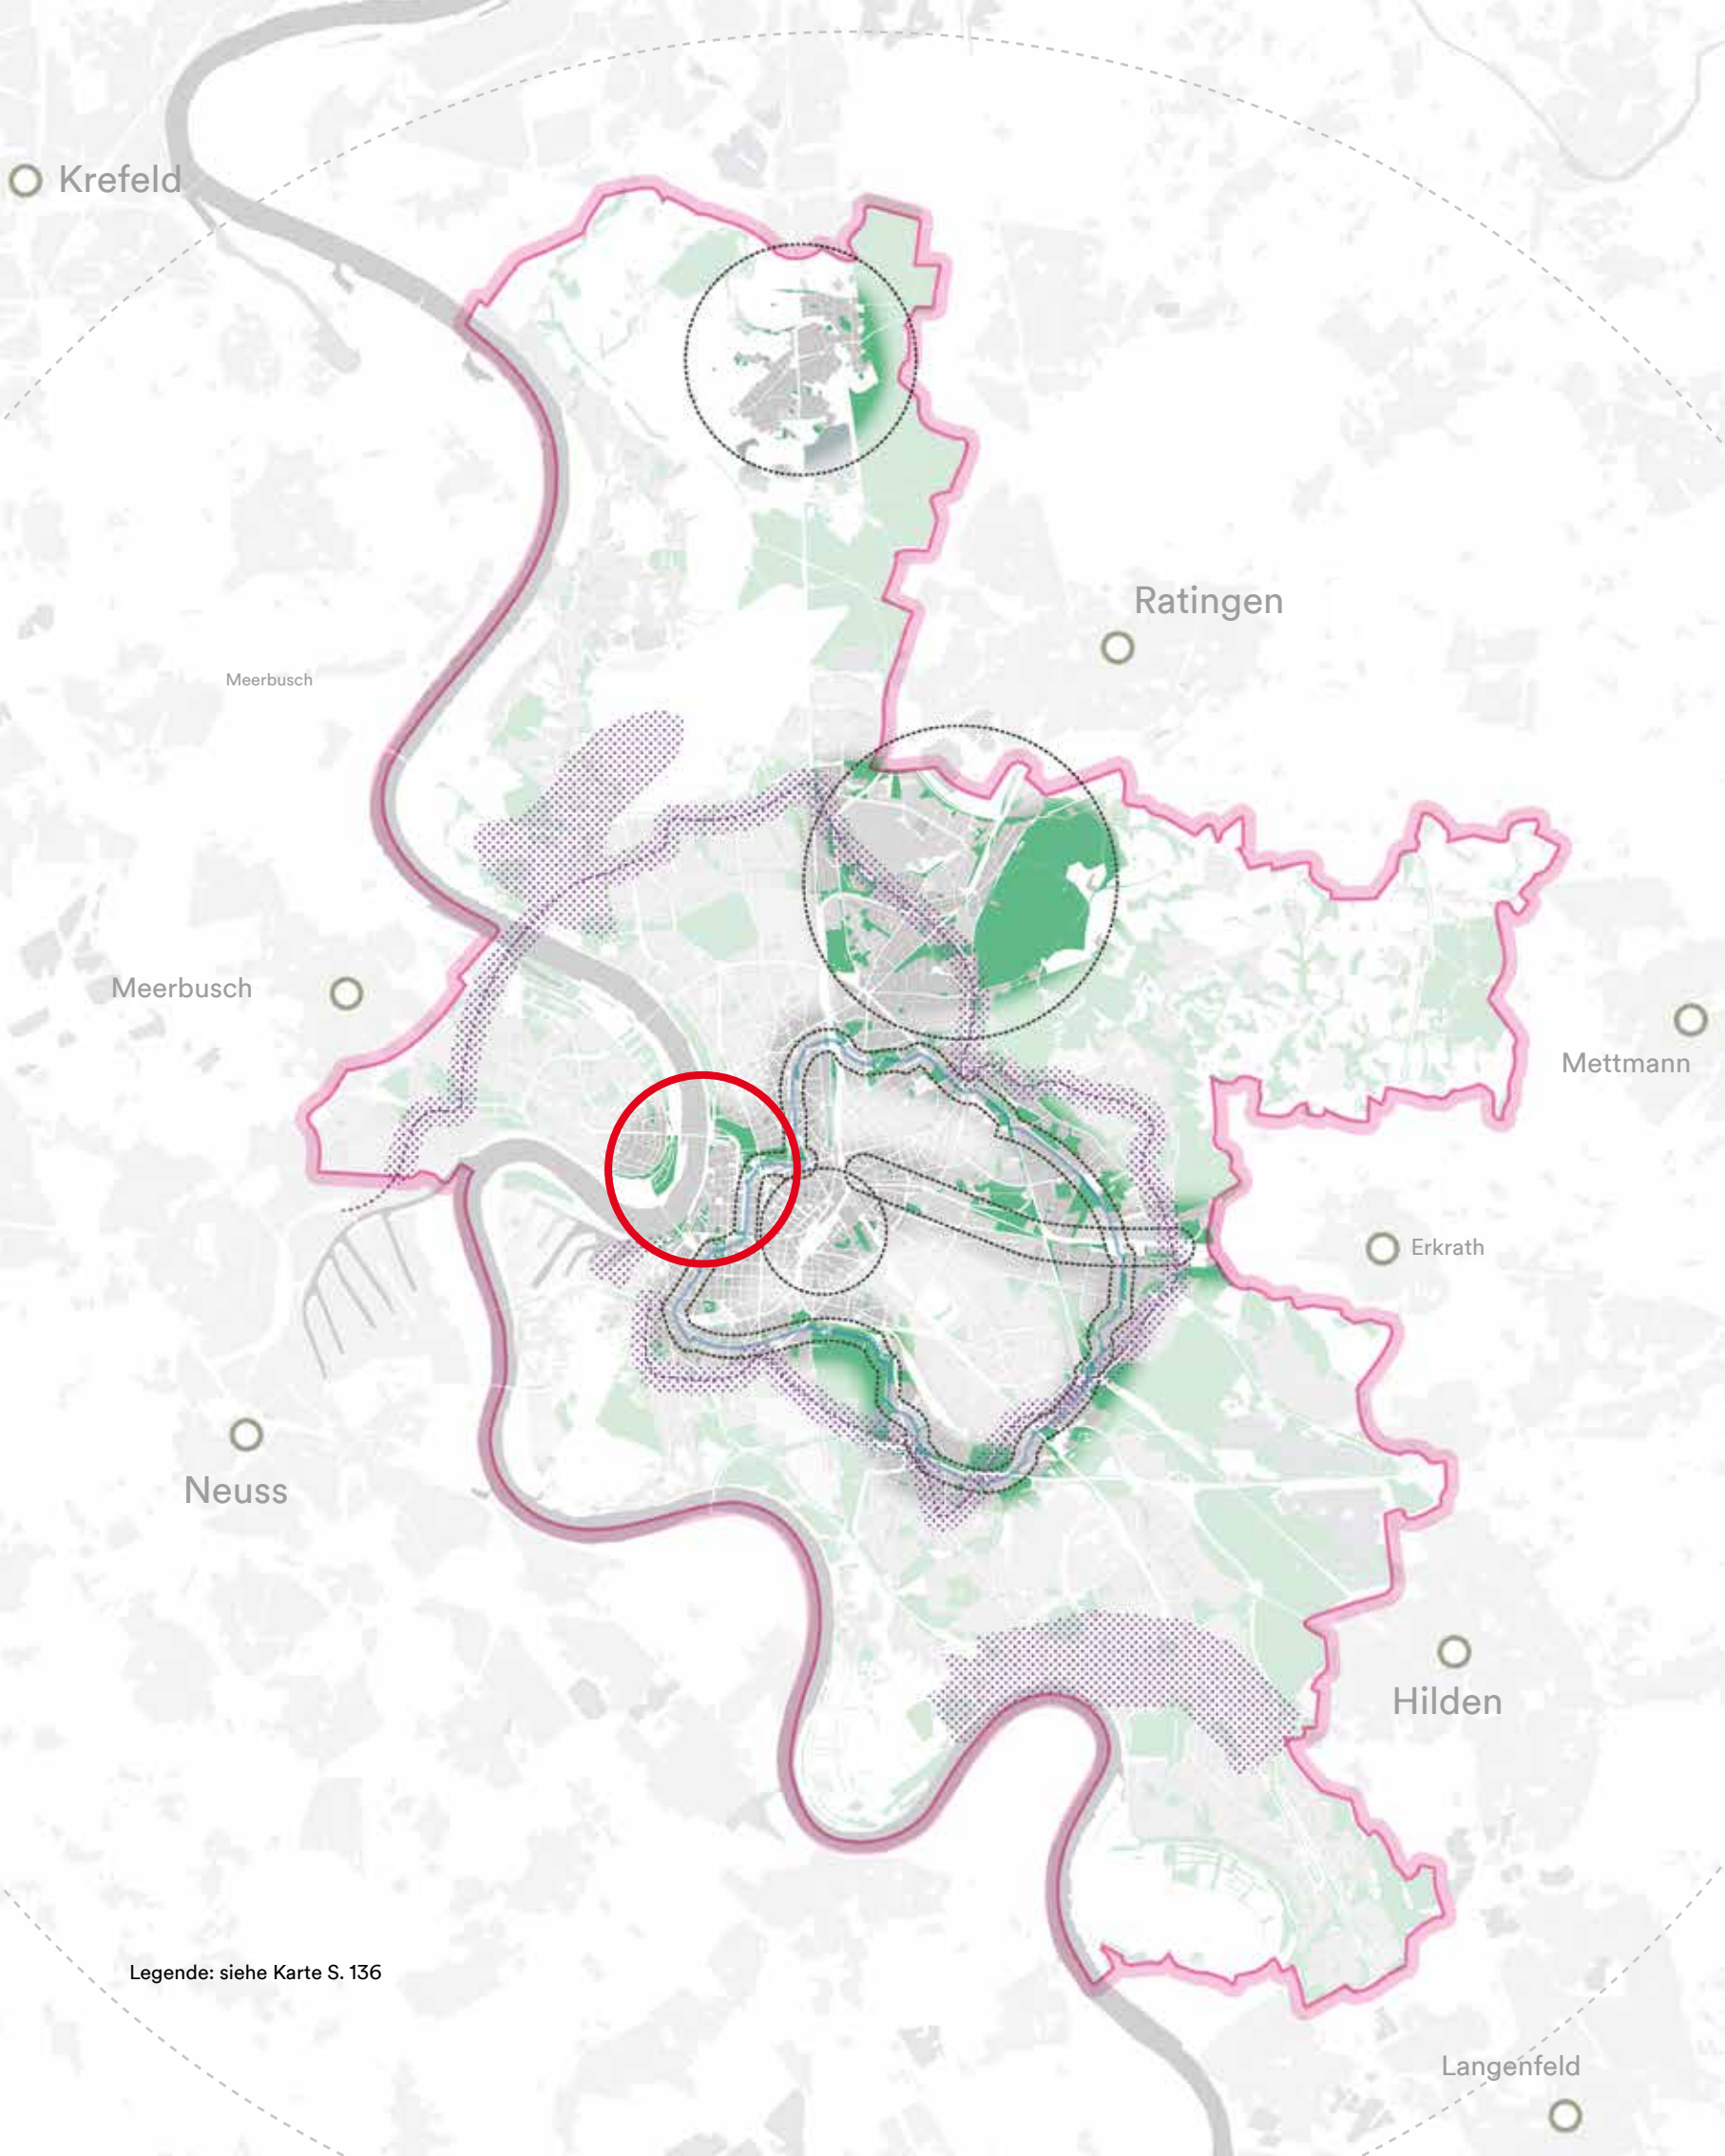 Krefeld
Ratingen
Meerbusch
Meerbusch
Mettmann
Erkrath
Neuss
Hilden
Legende: siehe Karte S. 136
Langenfeld